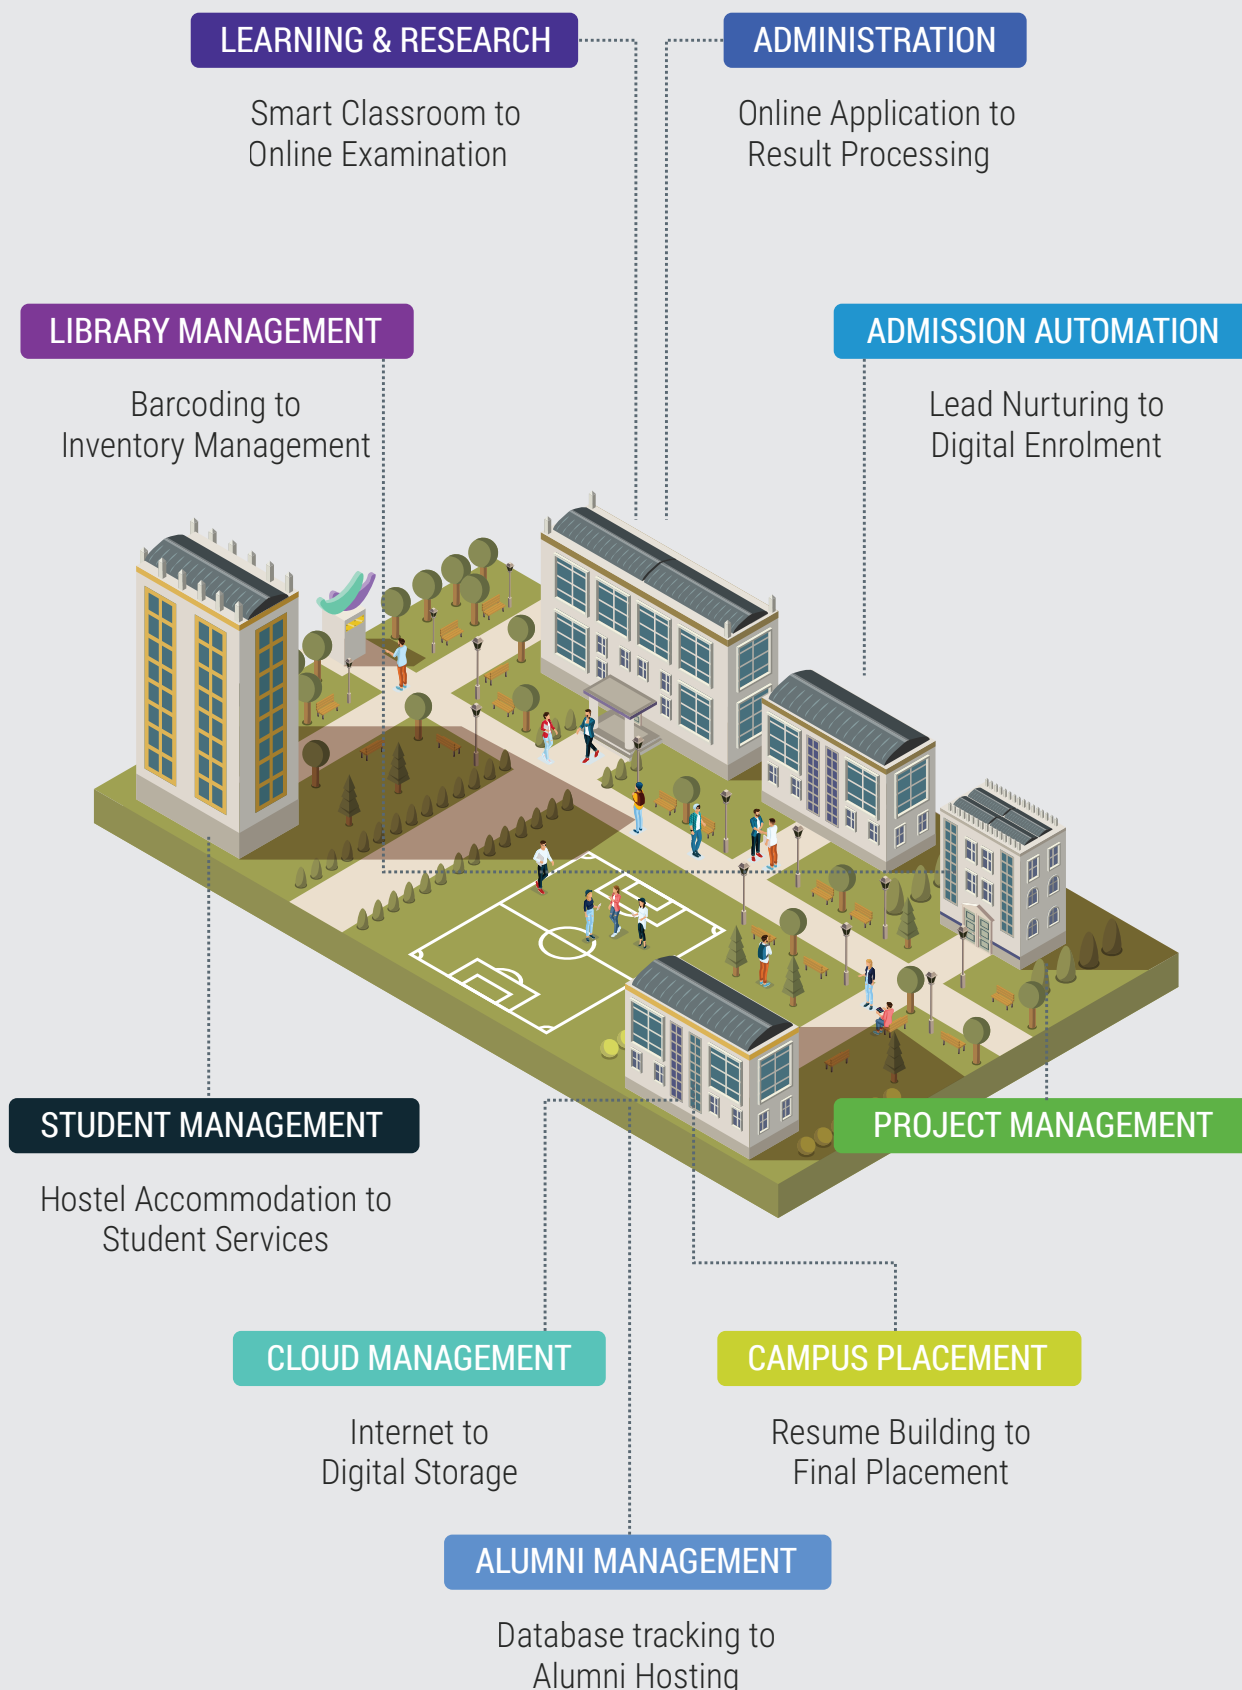 LEARNING & RESEARCH
Smart Classroom to
Online Examination
ADMINISTRATION
Online Application to
Result Processing
LIBRARY MANAGEMENT
Barcoding to
Inventory Management
ADMISSION AUTOMATION
Lead Nurturing to
Digital Enrolment
STUDENT MANAGEMENT
Hostel Accommodation to
Student Services
PROJECT MANAGEMENT
CLOUD MANAGEMENT
Internet to
Digital Storage
CAMPUS PLACEMENT
Resume Building to
Final Placement
ALUMNI MANAGEMENT
Database tracking to
Alumni Hosting